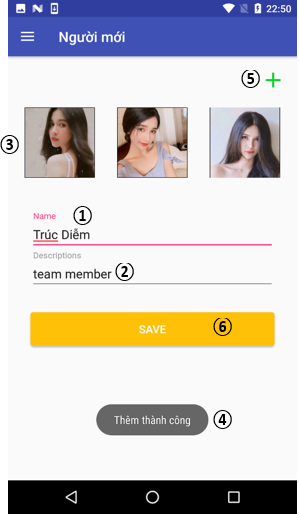 22:50
Người mới
⑤
③
Name ①
Trúc Diễm
Descriptions
team member ②
SAVE ⑥
Thêm thành công ④